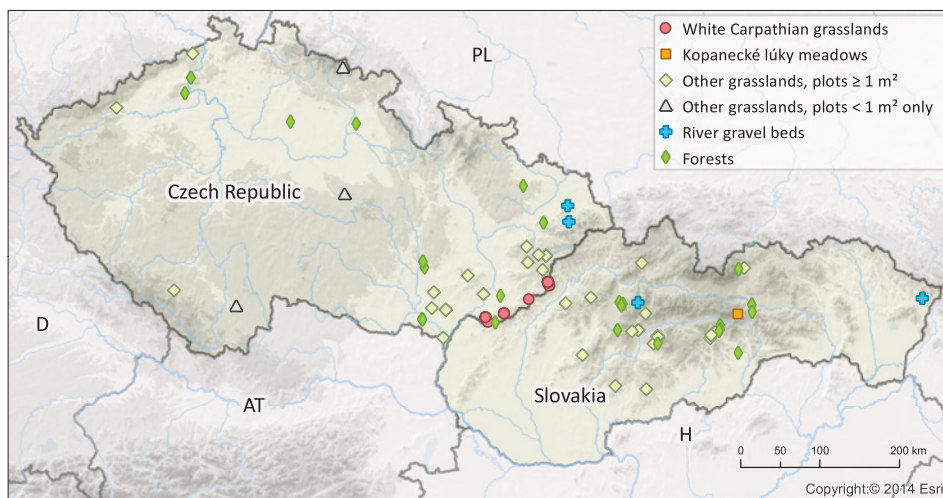 White Carpathian grasslands
Kopanecké lúky meadows
Other grasslands, plots ≥ 1 m²
Other grasslands, plots < 1 m² only
River gravel beds
Forests
PL
Czech Republic
D
AT
Slovakia
H
0 50 100 200 km
Copyright:© 2014 Esri